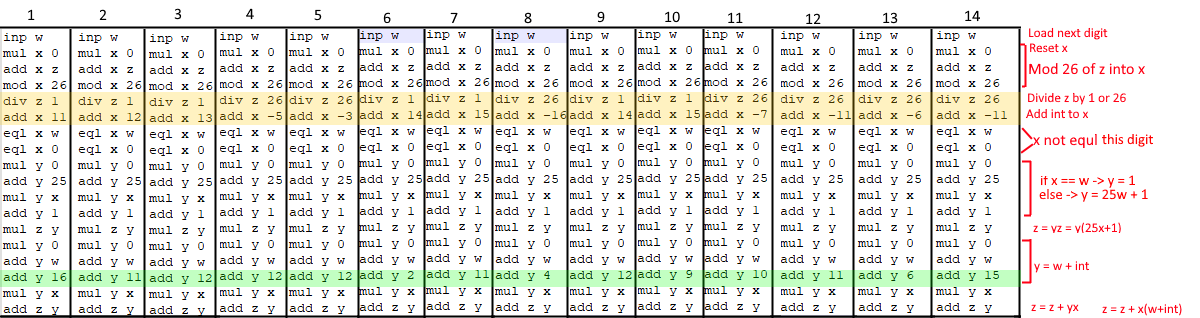 1 2 3 4 5 6 7 8 9 10 11 12 13 14
inp w inp w inp w inp w inp w inp w inp w inp w inp w inp w inp w inp w inp w inp w Load next digit
mul x 0 mul x 0 mul x 0 mul x 0 mul x 0 mul x 0 mul x 0 mul x 0 mul x 0 mul x 0 mul x 0 mul x 0 mul x 0 mul x 0 Reset x
add x z add x z add x z add x z add x z add x z add x z add x z add x z add x z add x z add x z add x z add x z Mod 26 of z into x
mod x 26 mod x 26 mod x 26 mod x 26 mod x 26 mod x 26 mod x 26 mod x 26 mod x 26 mod x 26 mod x 26 mod x 26 mod x 26 mod x 26
div z 1 div z 1 div z 1 div z 26 div z 26 div z 1 div z 1 div z 26 div z 1 div z 1 div z 26 div z 26 div z 26 div z 26 Divide z by 1 or 26
add x 11 add x 12 add x 13 add x -5 add x -3 add x 14 add x 15 add x -16 add x 14 add x 15 add x -7 add x -11 add x -6 add x -11 Add int to x
eql x w eql x w eql x w eql x w eql x w eql x w eql x w eql x w eql x w eql x w eql x w eql x w eql x w eql x w
eql x 0 eql x 0 eql x 0 eql x 0 eql x 0 eql x 0 eql x 0 eql x 0 eql x 0 eql x 0 eql x 0 eql x 0 eql x 0 eql x 0 x not equl this digit
mul y 0 mul y 0 mul y 0 mul y 0 mul y 0 mul y 0 mul y 0 mul y 0 mul y 0 mul y 0 mul y 0 mul y 0 mul y 0 mul y 0
add y 25 add y 25 add y 25 add y 25 add y 25 add y 25 add y 25 add y 25 add y 25 add y 25 add y 25 add y 25 add y 25 add y 25 if x == w -> y = 1
mul y x mul y x mul y x mul y x mul y x mul y x mul y x mul y x mul y x mul y x mul y x mul y x mul y x mul y x else -> y = 25w + 1
add y 1 add y 1 add y 1 add y 1 add y 1 add y 1 add y 1 add y 1 add y 1 add y 1 add y 1 add y 1 add y 1 add y 1
mul z y mul z y mul z y mul z y mul z y mul z y mul z y mul z y mul z y mul z y mul z y mul z y mul z y mul z y z = yz = y(25x+1)
mul y 0 mul y 0 mul y 0 mul y 0 mul y 0 mul y 0 mul y 0 mul y 0 mul y 0 mul y 0 mul y 0 mul y 0 mul y 0 mul y 0
add y w add y w add y w add y w add y w add y w add y w add y w add y w add y w add y w add y w add y w add y w y = w + int
add y 16 add y 11 add y 12 add y 12 add y 12 add y 2 add y 11 add y 4 add y 12 add y 9 add y 10 add y 11 add y 6 add y 15
mul y x mul y x mul y x mul y x mul y x mul y x mul y x mul y x mul y x mul y x mul y x mul y x mul y x mul y x
add z y add z y add z y add z y add z y add z y add z y add z y add z y add z y add z y add z y add z y add z y z = z + yx z = z + x(w+int)